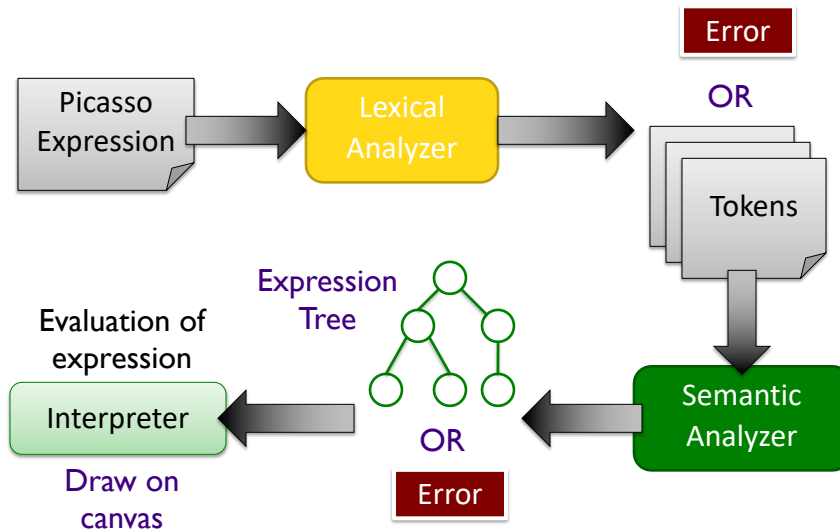 Picasso
Expression
Lexical
Analyzer
Error
OR
Tokens
Semantic
Analyzer
Expression
Tree
OR
Error
Evaluation of
expression
Interpreter
Draw on
canvas